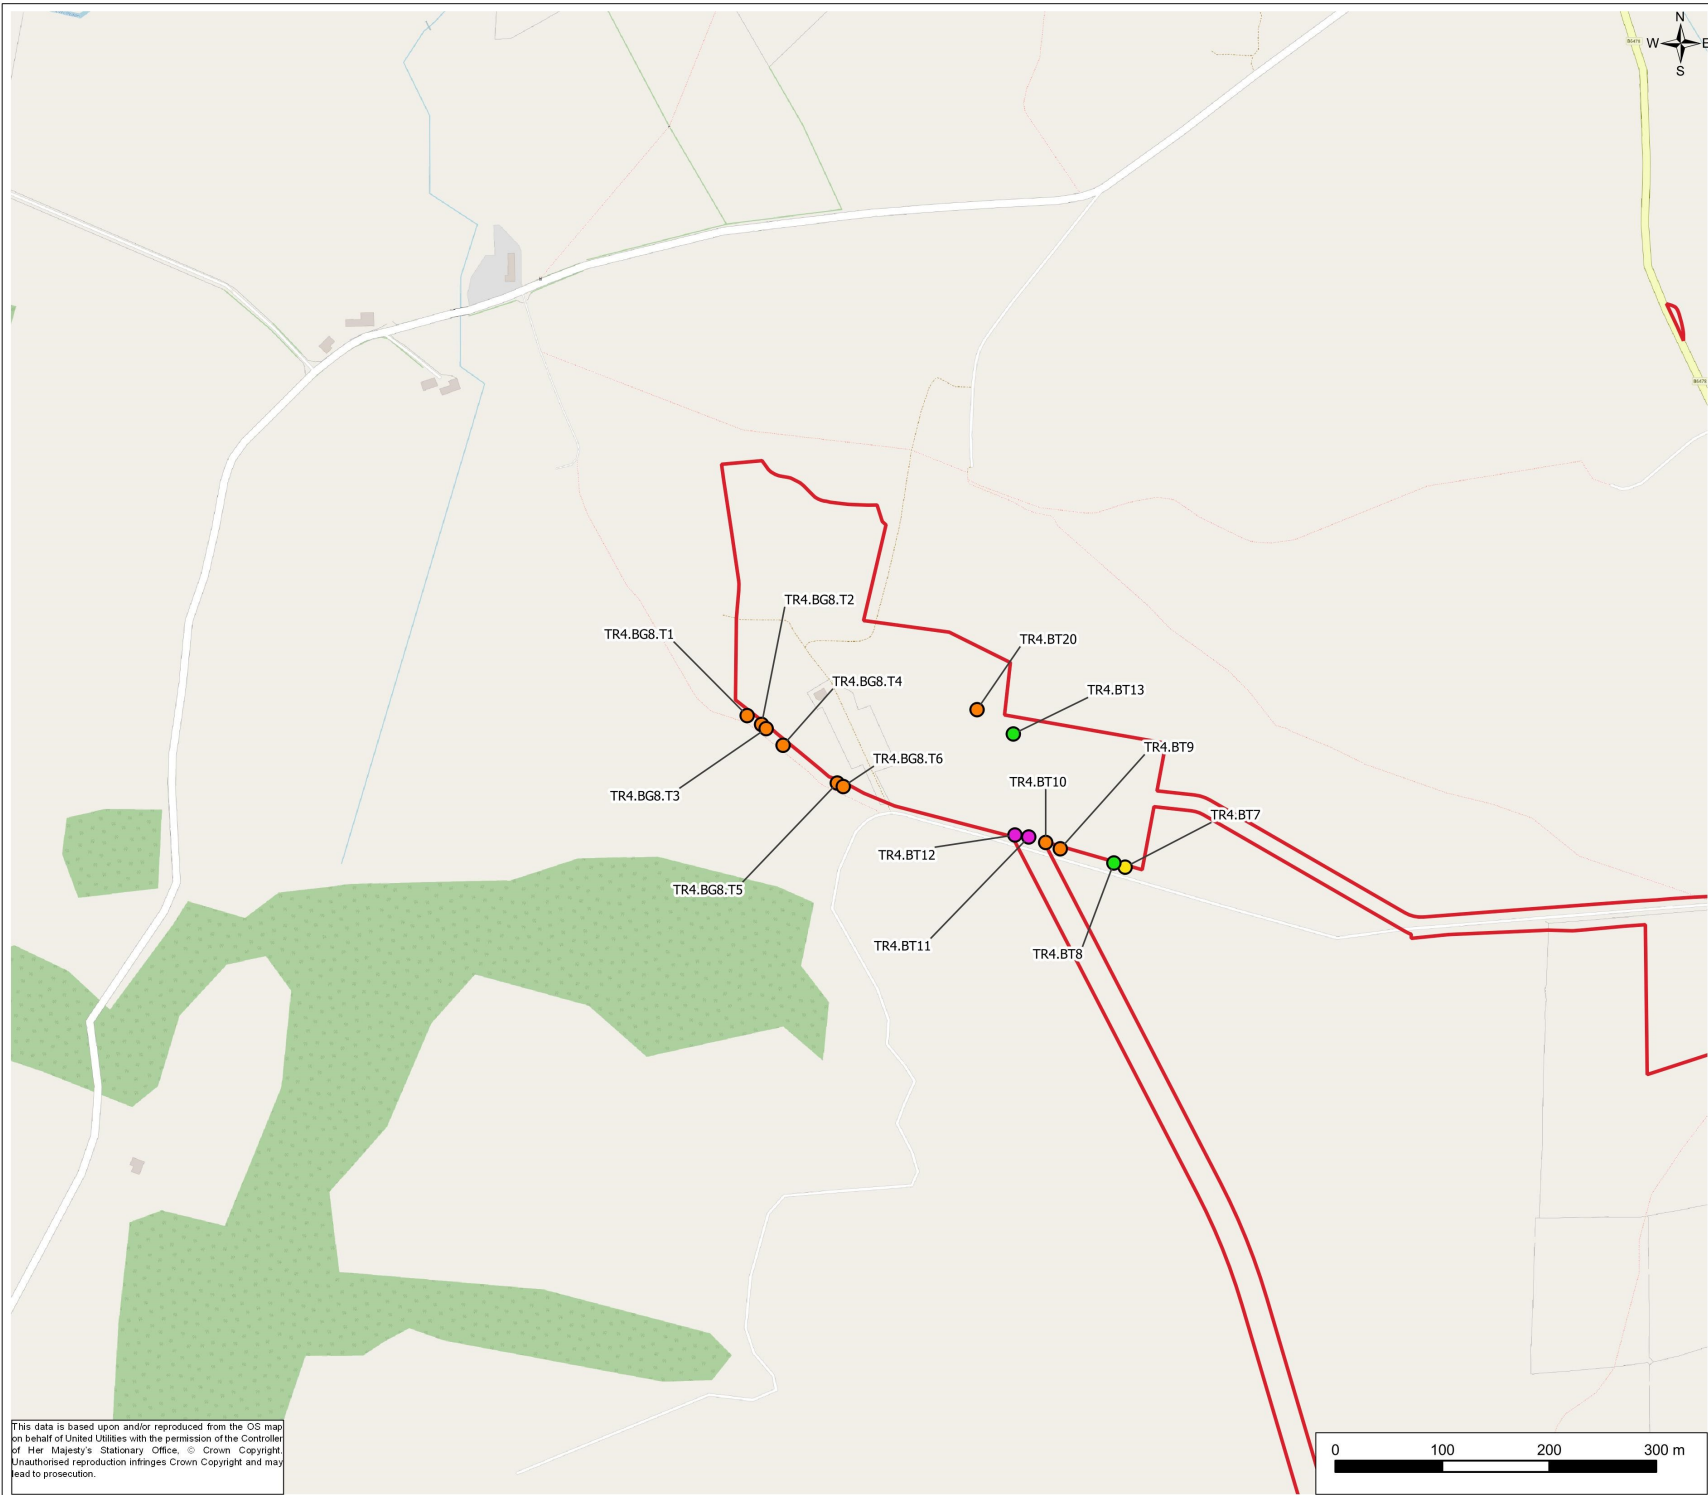 N
W E
S
B6478
B6478
TR4.BG8.T2
TR4.BG8.T1
TR4.BT20
TR4.BG8.T4
TR4.BT13
TR4.BT9
TR4.BG8.T6
TR4.BT10
TR4.BG8.T3
TR4.BT7
TR4.BT12
TR4.BG8.T5
TR4.BT11
TR4.BT8
This data is based upon and/or reproduced from the OS map
on behalf of United Utilities with the permission of the Controller
of Her Majesty's Stationary Office, © Crown Copyright.
Unauthorised reproduction infringes Crown Copyright and may
lead to prosecution.
0 100 200 300 m